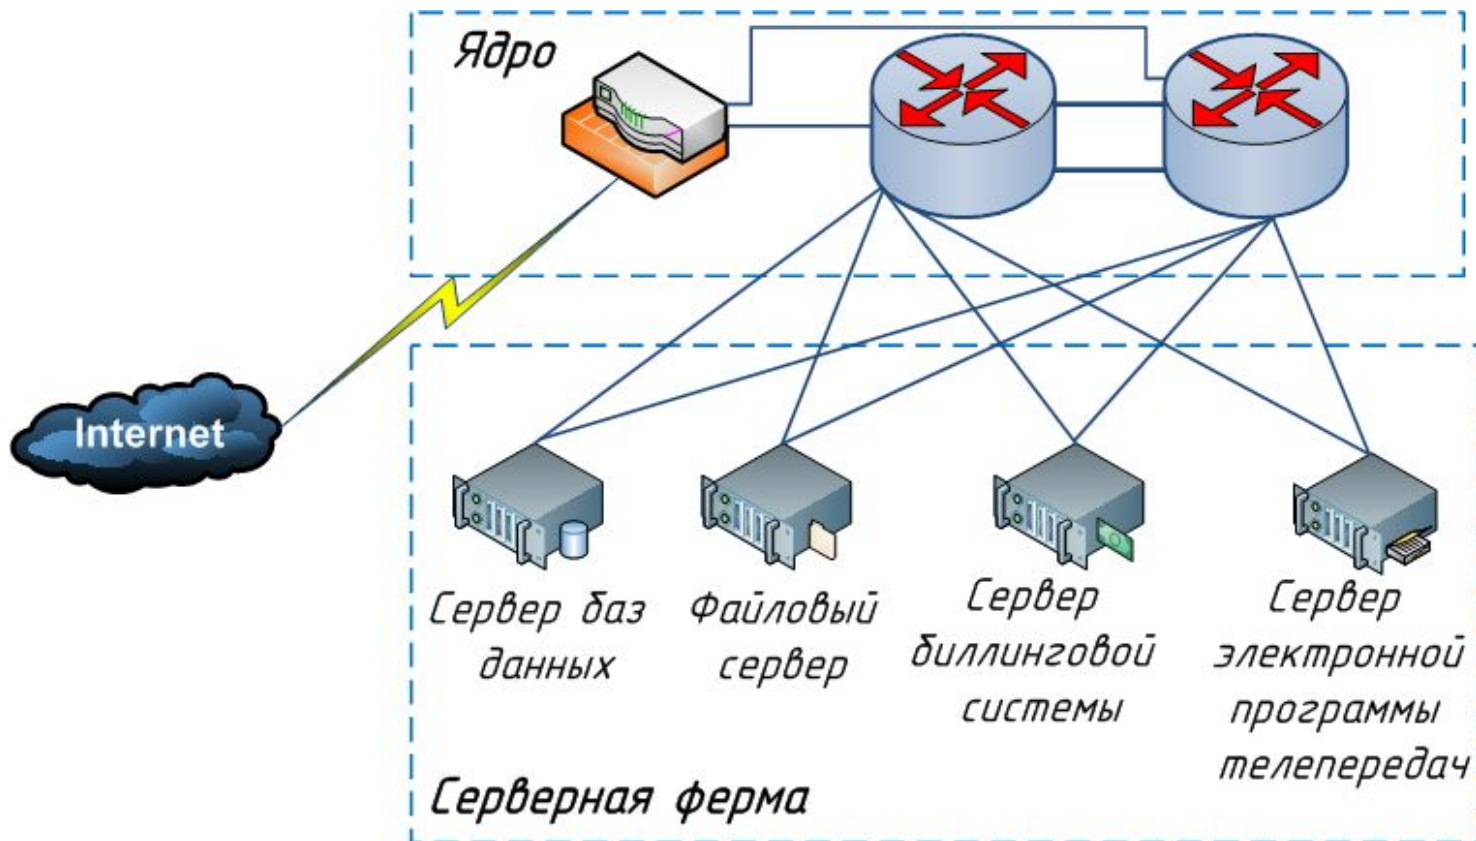 Ядро
Internet
Сервер баз
данных
Файловый
сервер
Сервер
биллинговой
системы
Сервер
электронной
программы
телепередач
Серверная ферма